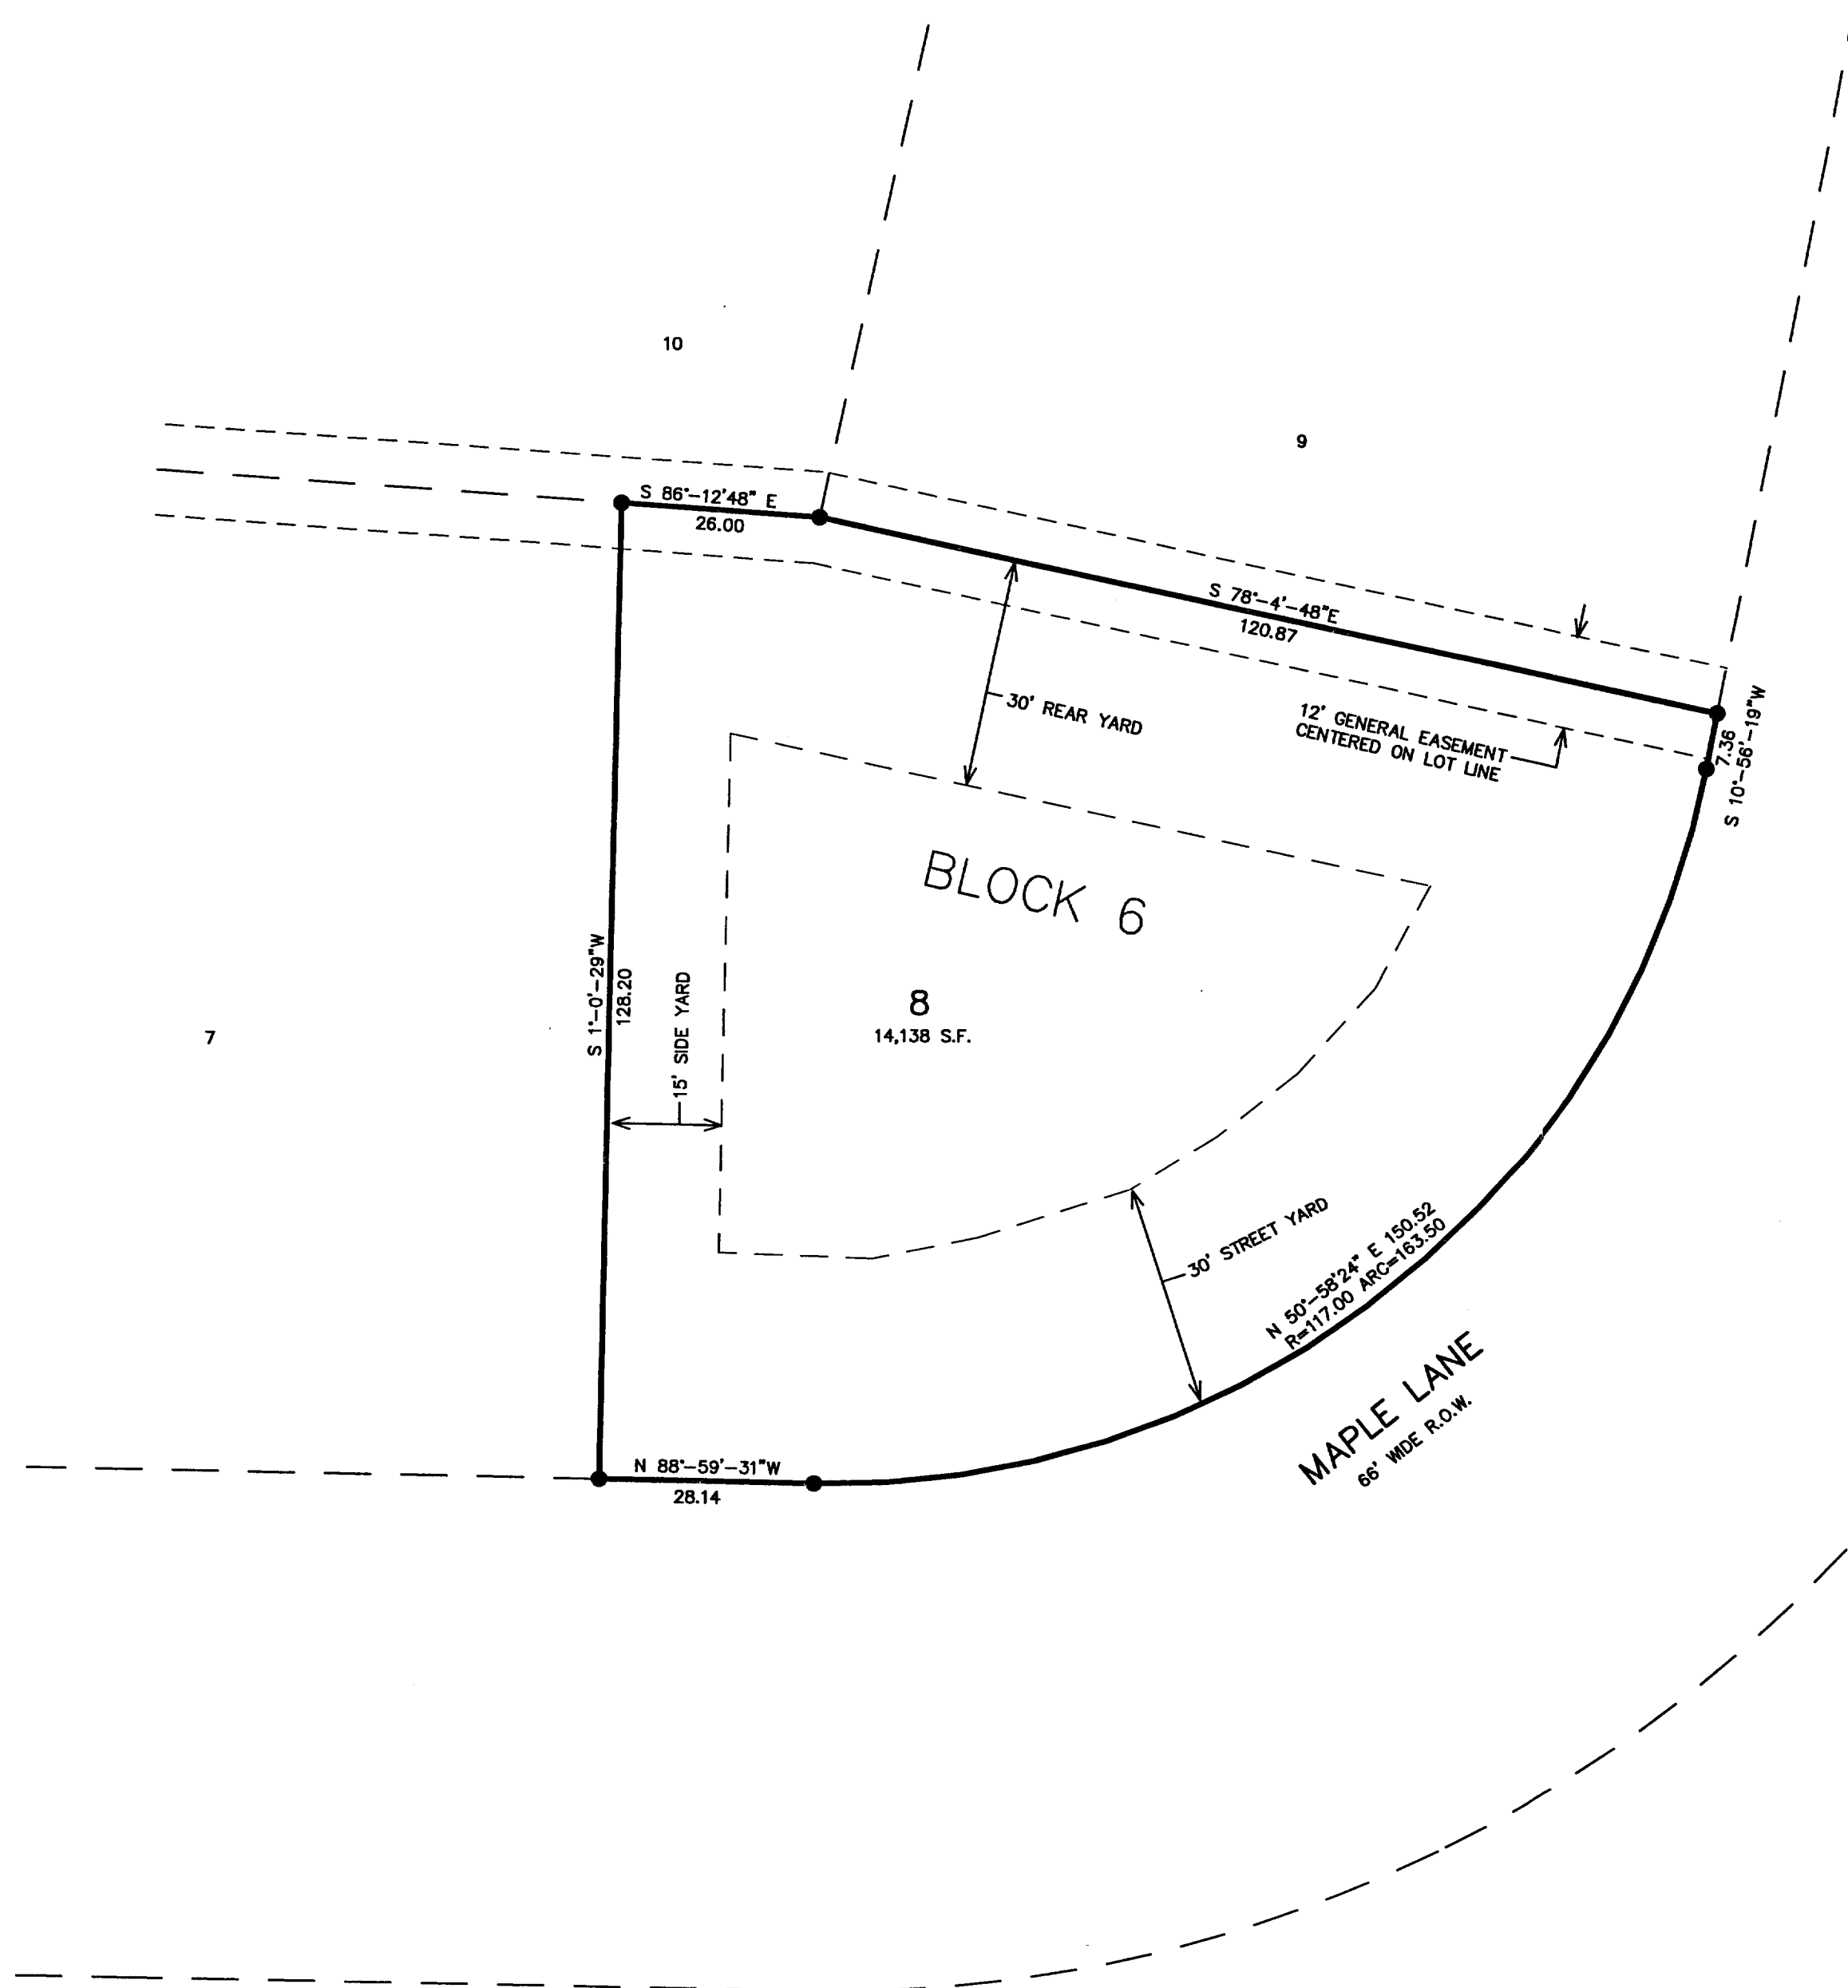 10
9
S 86°-12'48" E
26.00
S 78°-4'-48"E
120.87
30' REAR YARD
12' GENERAL EASEMENT
CENTERED ON LOT LINE
7.36
S 10°-56'-19"W
BLOCK 6
8
14,138 S.F.
7
S 1°-0'-29"W
128.20
15' SIDE YARD
30' STREET YARD
N 50°-58'24" E 150.52
R=117.00 ARC=163.50
MAPLE LANE
66' WIDE R.O.W.
N 88°-59'-31"W
28.14